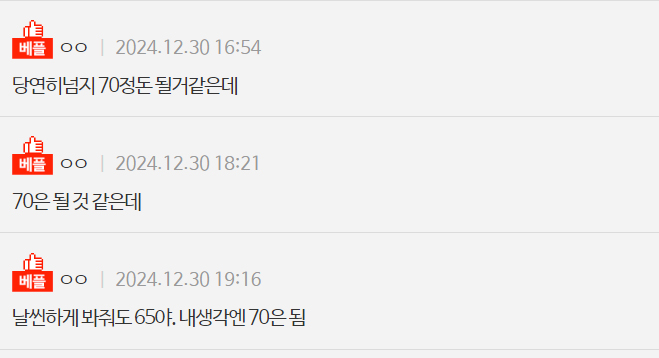 베플 ㅇㅇ | 2024.12.30 16:54
당연히넘지 70정돈 될거같은데
베플 ㅇㅇ | 2024.12.30 18:21
70은 될 것 같은데
베플 ㅇㅇ | 2024.12.30 19:16
날씬하게 봐줘도 65야. 내생각엔 70은 됨